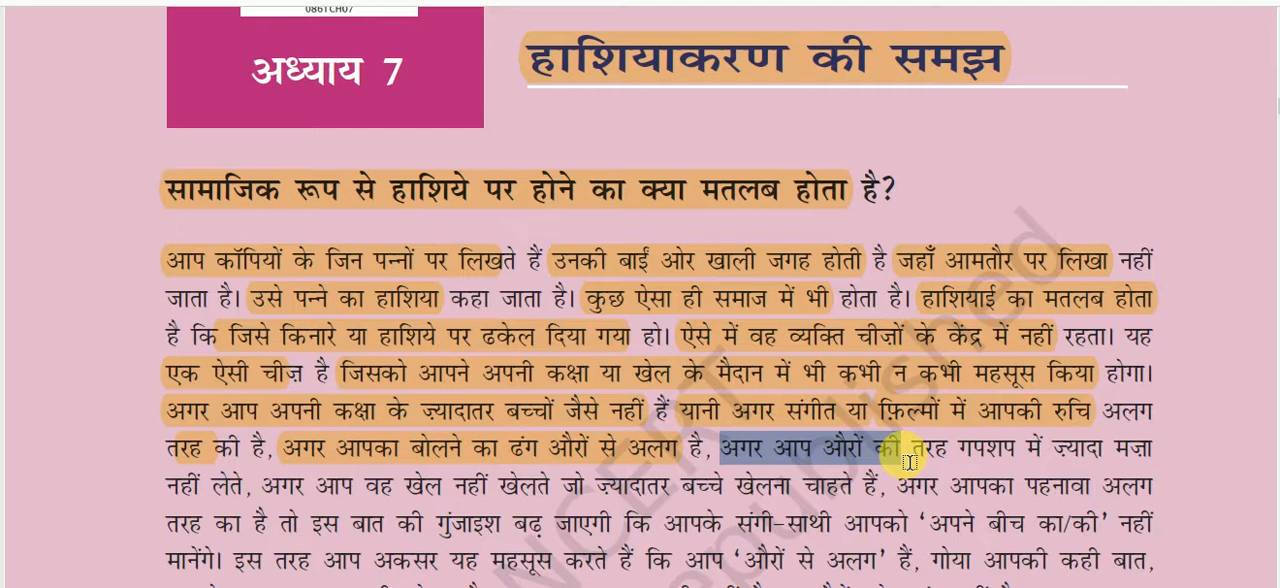 0861CH07
अध्याय 7
हाशियाकरण की समझ
सामाजिक रूप से हाशिये पर होने का क्या मतलब होता है?
आप कॉपियों के जिन पन्नों पर लिखते हैं उनकी बाईं ओर खाली जगह होती है जहाँ आमतौर पर लिखा नहीं
जाता है। उसे पन्ने का हाशिया कहा जाता है। कुछ ऐसा ही समाज में भी होता है। हाशियाई का मतलब होता
है कि जिसे किनारे या हाशिये पर ढकेल दिया गया हो। ऐसे में वह व्यक्ति चीज़ों के केंद्र में नहीं रहता। यह
एक ऐसी चीज़ है जिसको आपने अपनी कक्षा या खेल के मैदान में भी कभी न कभी महसूस किया होगा।
अगर आप अपनी कक्षा के ज़्यादातर बच्चों जैसे नहीं हैं यानी अगर संगीत या फ़िल्मों में आपकी रुचि अलग
तरह की है, अगर आपका बोलने का ढंग औरों से अलग है, अगर आप औरों की तरह गपशप में ज़्यादा मजा
नहीं लेते, अगर आप वह खेल नहीं खेलते जो ज़्यादातर बच्चे खेलना चाहते हैं, अगर आपका पहनावा अलग
तरह का है तो इस बात की गुंजाइश बढ़ जाएगी कि आपके संगी-साथी आपको ‘अपने बीच का/की’ नहीं
मानेंगे। इस तरह आप अकसर यह महसूस करते हैं कि आप ‘औरों से अलग’ हैं, गोया आपकी कही बात,
NCERT
republished